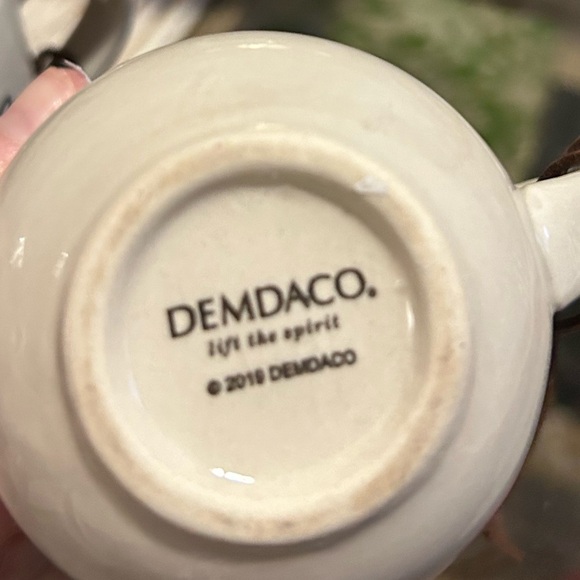 DEMDACO.
lift the spirit
© 2019 DEMDACO